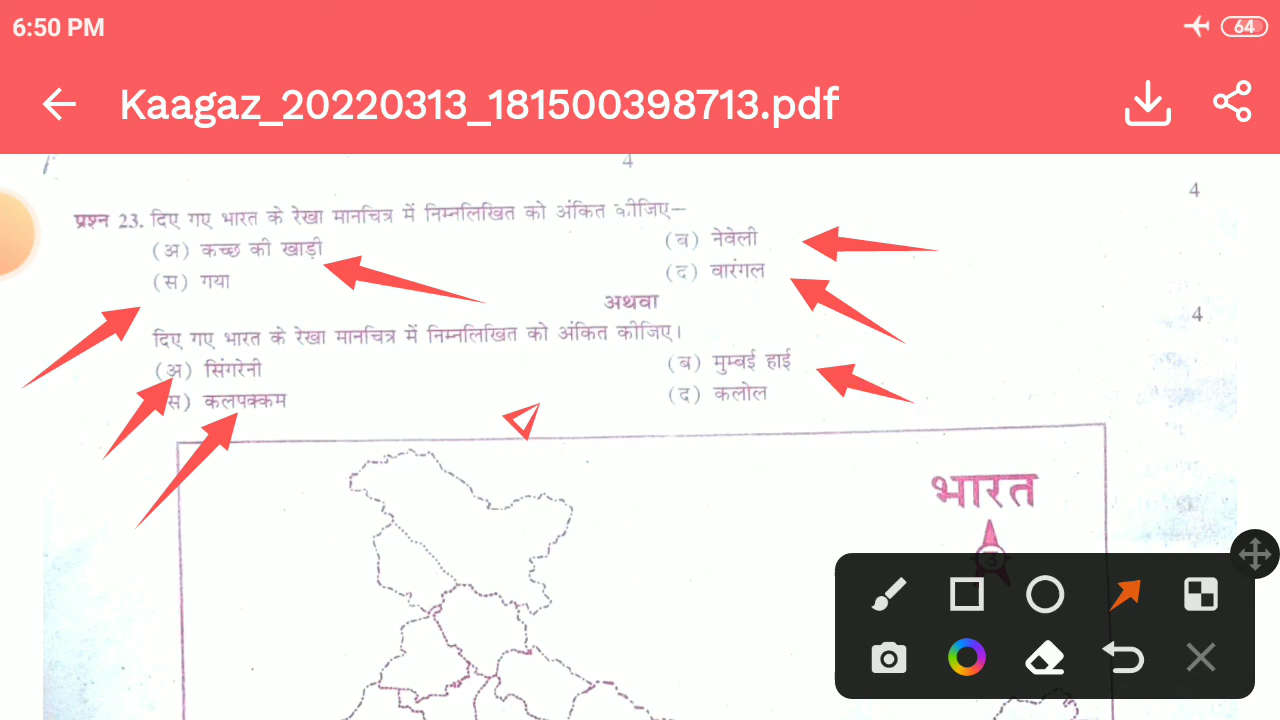 6:50 PM 64
Kaagaz_20220313_181500398713.pdf
4
4
प्रश्न 23. दिए गए भारत के रेखा मानचित्र में निम्नलिखित को अंकित कीजिए–
(अ) कच्छ की खाड़ी (ब) नेवेली
(स) गया (द) वारंगल
अथवा
4
दिए गए भारत के रेखा मानचित्र में निम्नलिखित को अंकित कीजिए।
(अ) सिंगरेनी (ब) मुम्बई हाई
स) कलपक्कम (द) कलोल
भारत